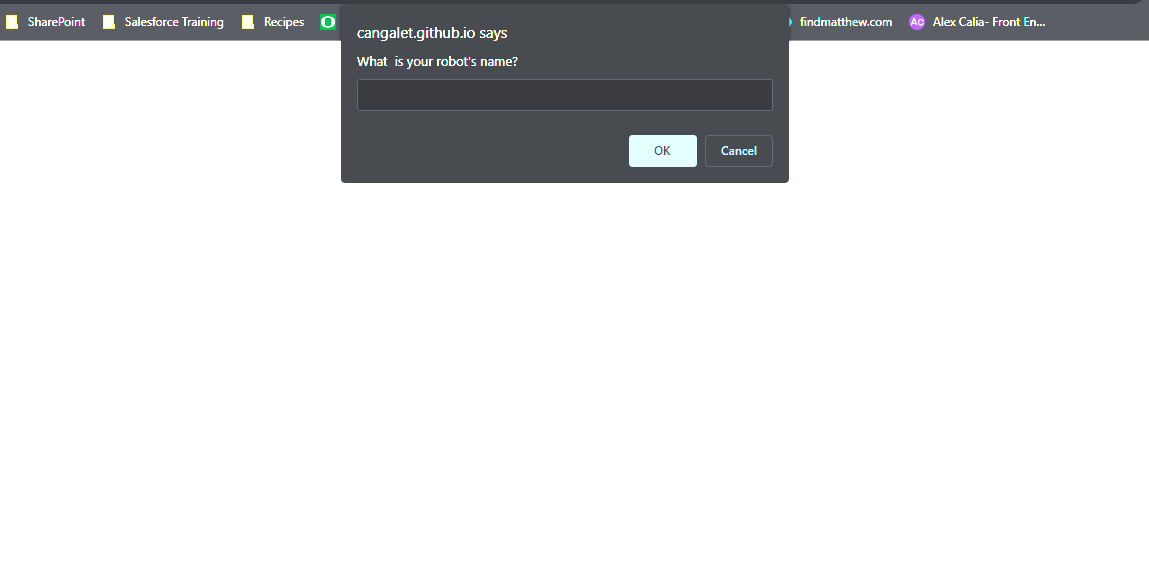 SharePoint Salesforce Training Recipes findmatthew.com AC Alex Calia- Front En...
cangalet.github.io says
What  is your robot's name?
OK Cancel